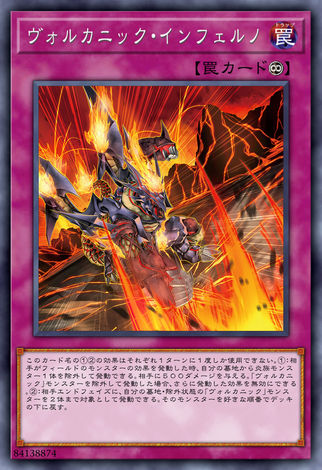 ヴォルカニック・インフェルノ
トラップ
罠
【罠カード】
このカード名の①②の効果はそれぞれ1ターンに1度しか使用できない。①:相
手がフィールドのモンスターの効果を発動した時、自分の墓地から炎族モンス
ター1体を除外して発動できる。相手に500ダメージを与える。「ヴォルカニ
ック」モンスターを除外して発動した場合、さらに発動した効果を無効にできる。
②:相手エンドフェイズに、自分の墓地・除外状態の「ヴォルカニック」モンス
ターを2体まで対象として発動できる。そのモンスターを好きな順番でデッキ
の下に戻す。
84138874